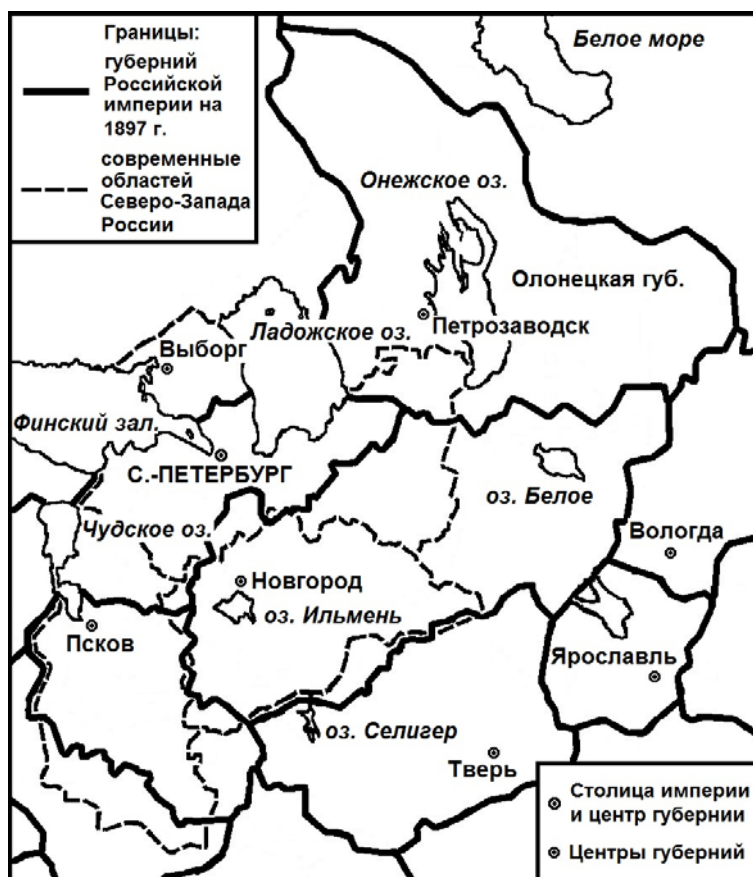 Границы:
губерний
Российской
империи на
1897 г.
современные
областей
Северо-Запада
России
Белое море
Онежское оз.
Олонецкая губ.
Петрозаводск
Ладожское оз.
Выборг
Финский зал.
С.-ПЕТЕРБУРГ
оз. Белое
Чудское оз.
Вологда
Новгород
оз. Ильмень
Псков
Ярославль
оз. Селигер
Тверь
Столица империи
и центр губернии
Центры губерний